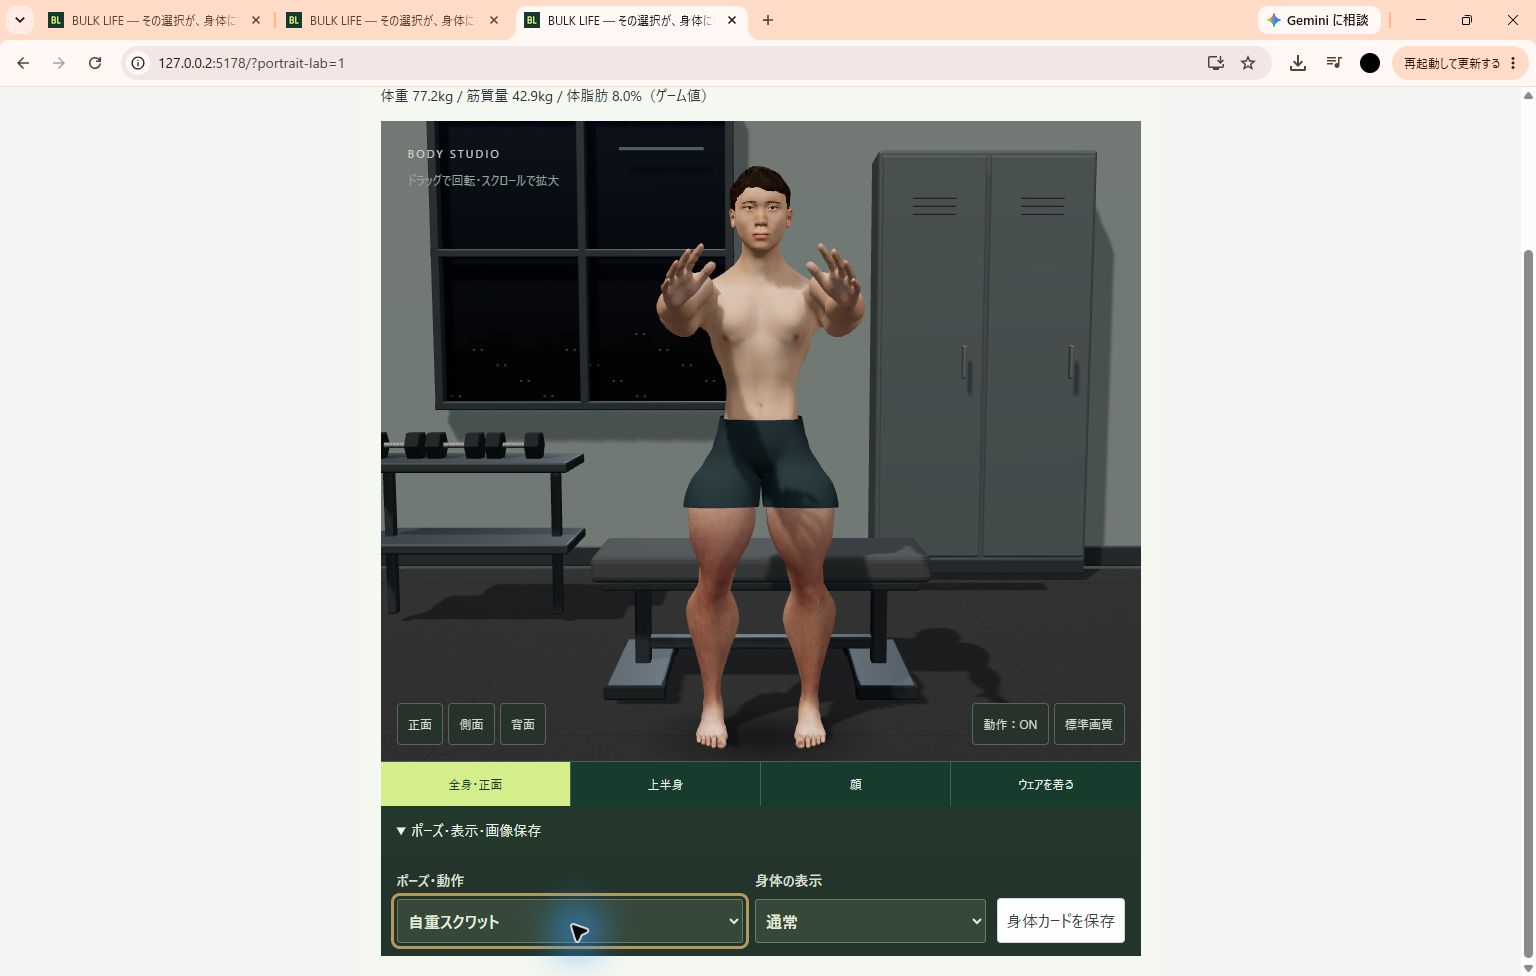 BULK LIFE — その選択が、身体に
BULK LIFE — その選択が、身体に
BULK LIFE — その選択が、身体に
Gemini に相談
127.0.0.2:5178/?portrait-lab=1
再起動して更新する
体重 77.2kg / 筋質量 42.9kg / 体脂肪 8.0%（ゲーム値）
BODY STUDIO
ドラッグで回転・スクロールで拡大
正面 側面 背面 動作：ON 標準画質
全身・正面 上半身 顔 ウェアを着る
▼ ポーズ・表示・画像保存
ポーズ・動作 身体の表示
自重スクワット 通常 身体カードを保存